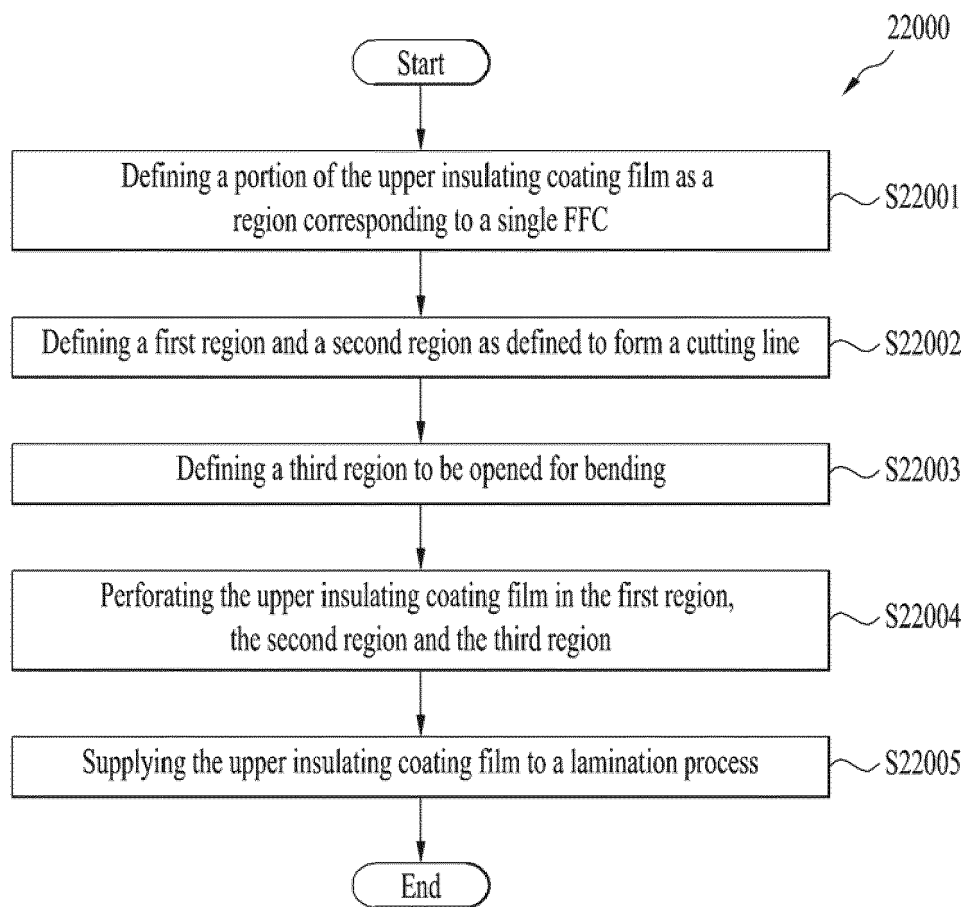 22000
Start
Defining a portion of the upper insulating coating film as a
region corresponding to a single FFC
S22001
Defining a first region and a second region as defined to form a cutting line
S22002
Defining a third region to be opened for bending
S22003
Perforating the upper insulating coating film in the first region,
the second region and the third region
S22004
Supplying the upper insulating coating film to a lamination process
S22005
End